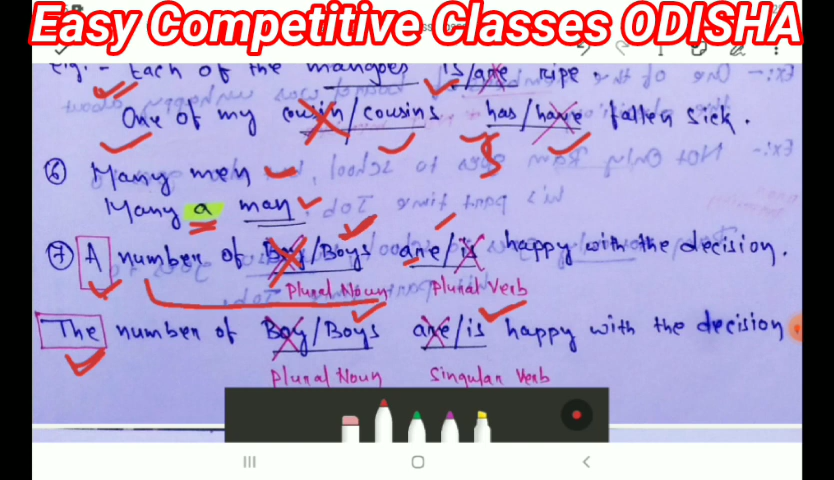 Easy Competitive Classes ODISHA
Eg:- Each of the mangoes is/are ripe.
One of my cousin/cousins has/have fallen sick.
⑥ Many men
Many a man
⑦ A number of Boy/Boys are/is happy with the decision.
Plural Noun Plural Verb
The number of Boy/Boys are/is happy with the decision
Plural Noun Singular Verb